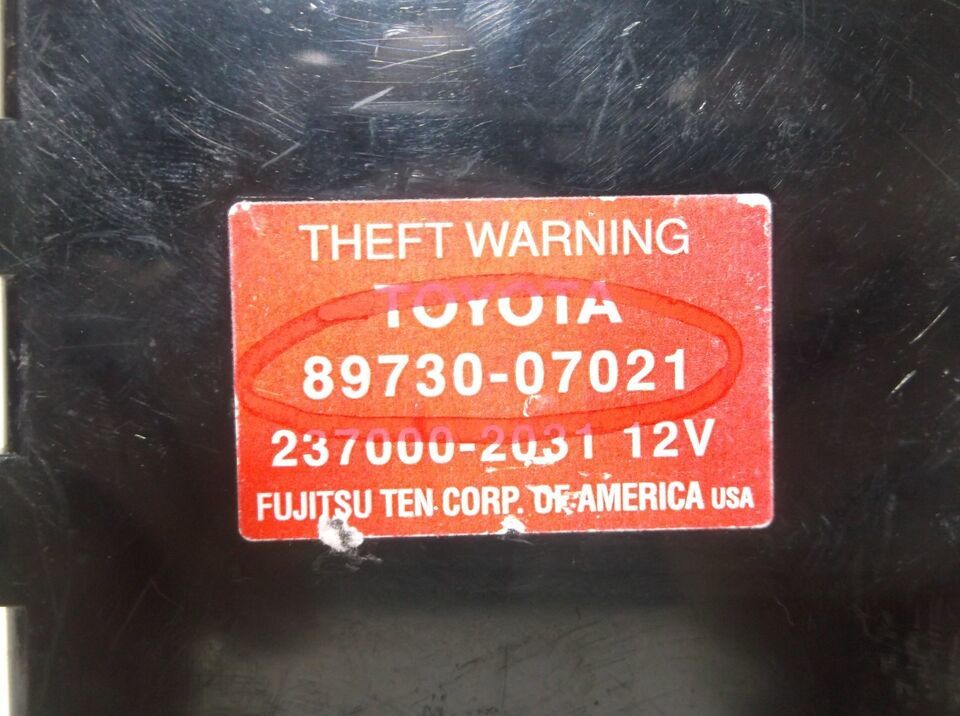 THEFT WARNING
TOYOTA
89730-07021
237000-2031 12V
FUJITSU TEN CORP. OF AMERICA USA